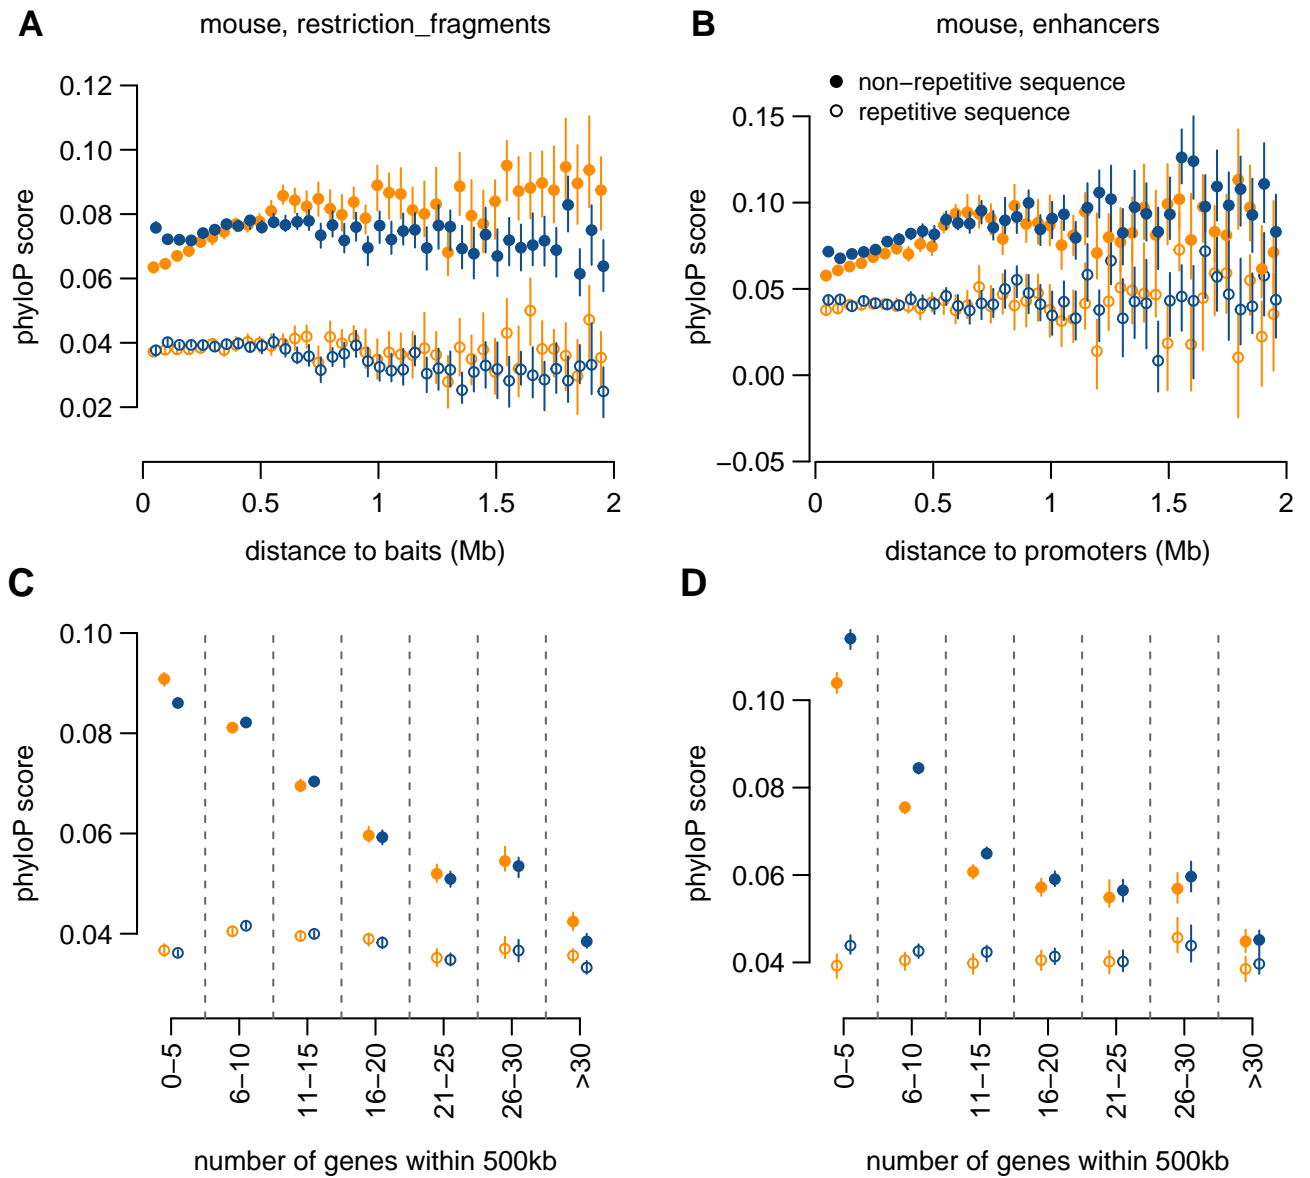 A
mouse, restriction_fragments
phyloP score
0.12
0.10
0.08
0.06
0.04
0.02
0
0.5
1
1.5
2
distance to baits (Mb)
B
mouse, enhancers
non−repetitive sequence
repetitive sequence
phyloP score
0.15
0.10
0.05
0.00
−0.05
0
0.5
1
1.5
2
distance to promoters (Mb)
C
phyloP score
0.10
0.08
0.06
0.04
0−5
6−10
11−15
16−20
21−25
26−30
>30
number of genes within 500kb
D
phyloP score
0.10
0.08
0.06
0.04
0−5
6−10
11−15
16−20
21−25
26−30
>30
number of genes within 500kb